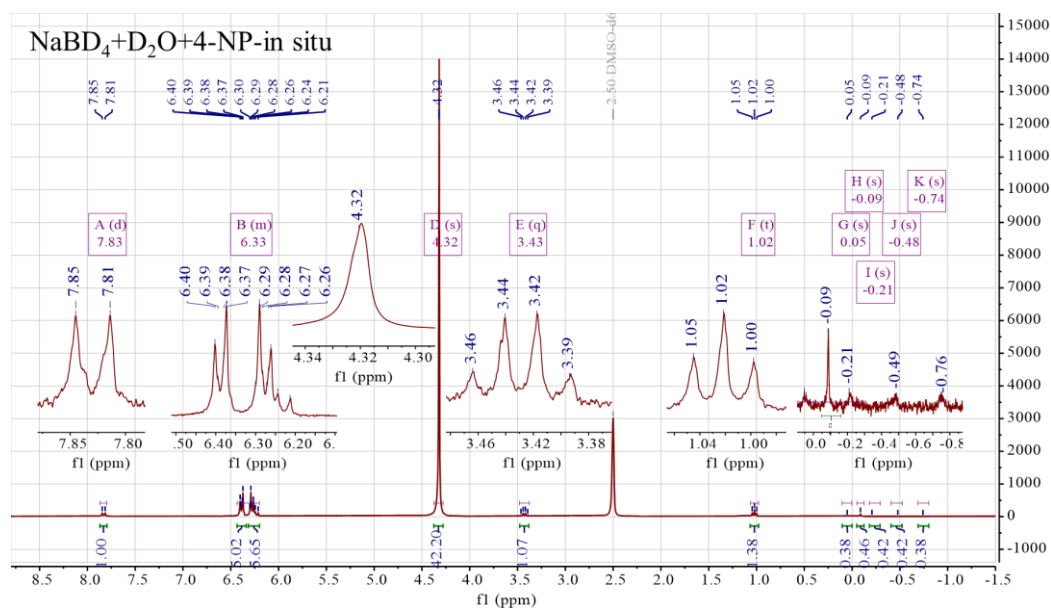 NaBD₄+D₂O+4-NP-in situ
7.85 7.81 6.40 6.39 6.38 6.37 6.30 6.29 6.28 6.26 6.24 6.21 4.32 3.46 3.44 3.42 3.39 2.50 DMSO-d6 1.05 1.02 1.00 0.05 -0.09 -0.21 -0.48 -0.74
H (s) K (s)
-0.09 -0.74
A (d) B (m) D (s) E (q) F (t) G (s) J (s)
7.83 6.33 4.32 3.43 1.02 0.05 -0.48
I (s)
-0.21
7.85 7.81
7.85 7.80
f1 (ppm)
6.40 6.39 6.38 6.37 6.29 6.28 6.27 6.26
.50 6.40 6.30 6.20 6.
f1 (ppm)
4.32
4.34 4.32 4.30
f1 (ppm)
3.46 3.44 3.42 3.39
3.46 3.42 3.38
f1 (ppm)
1.05 1.02 1.00
1.04 1.00
f1 (ppm)
-0.09 -0.21 -0.49 -0.76
0.0 -0.2 -0.4 -0.6 -0.8
f1 (ppm)
1.00 5.02 5.65 42.20 1.07 1.38 0.38 0.46 0.42 0.42 0.38
8.5 8.0 7.5 7.0 6.5 6.0 5.5 5.0 4.5 4.0 3.5 3.0 2.5 2.0 1.5 1.0 0.5 0.0 -0.5 -1.0 -1.5
f1 (ppm)
15000
14000
13000
12000
11000
10000
9000
8000
7000
6000
5000
4000
3000
2000
1000
0
-1000